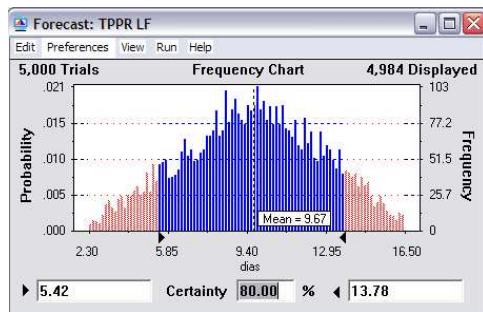 Forecast: TPPR LF
Edit Preferences View Run Help
5,000 Trials Frequency Chart 4,984 Displayed
.021 103
.015 77.2
.010 51.5
.005 25.7
.000 0
Probability
Frequency
Mean = 9.67
2.30 5.85 9.40 12.95 16.50
dias
5.42 Certainty 80.00 % 13.78